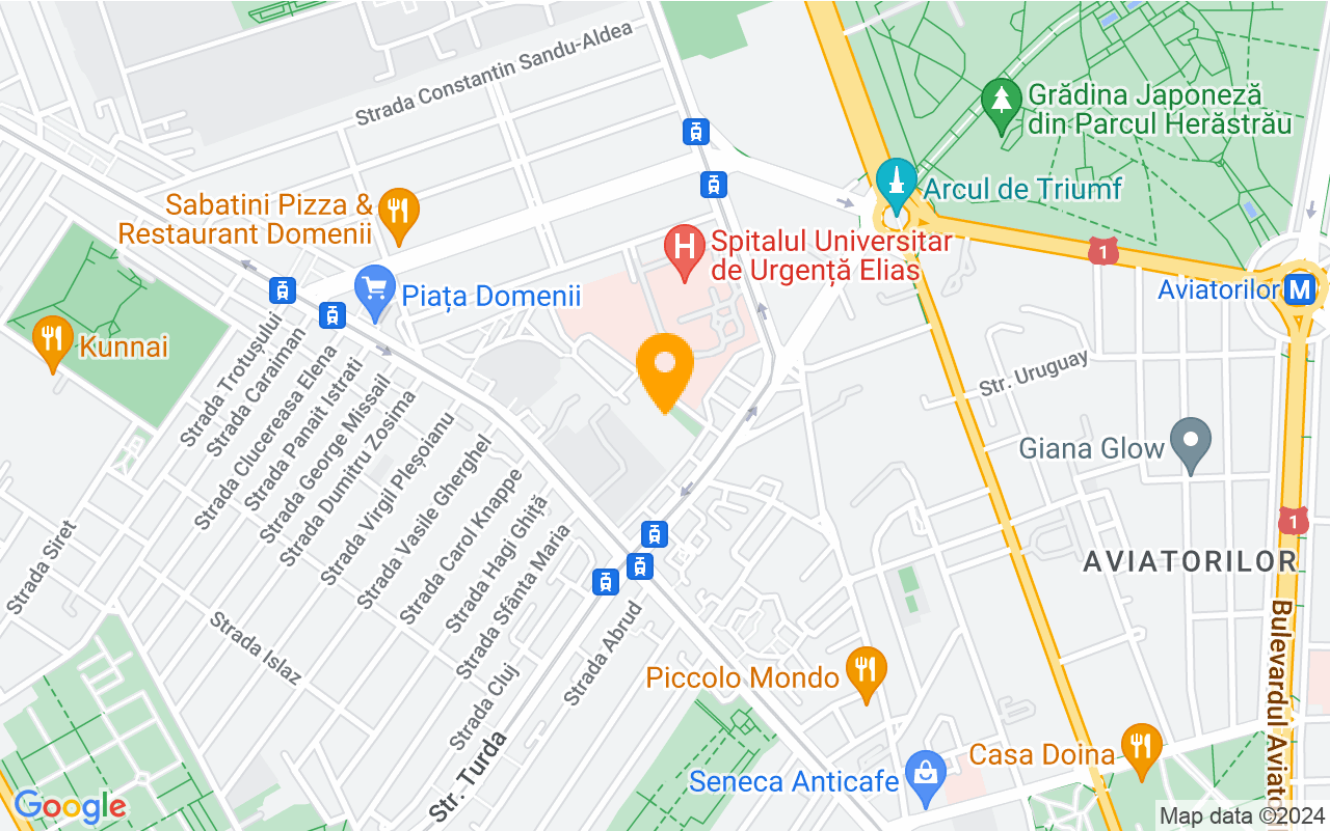 Strada Constantin Sandu-Aldea
Grădina Japoneză
din Parcul Herăstrău
Sabatini Pizza &
Restaurant Domenii
Arcul de Triumf
H
Spitalul Universitar
de Urgență Elias
1
Piața Domenii
Aviatorilor
M
Kunnai
Strada Trotușului
Strada Caraiman
Strada Clucereasa Elena
Strada Panait Istrati
Strada George Missail
Strada Dumitru Zosima
Strada Virgil Pleșoianu
Strada Vasile Gherghel
Strada Carol Knappe
Strada Hagi Ghiță
Strada Sfânta Maria
Str. Uruguay
Giana Glow
1
Strada Siret
AVIATORILOR
Strada Islaz
Strada Abrud
Strada Cluj
Str. Turda
Bulevardul Aviato
Piccolo Mondo
Casa Doina
Seneca Anticafe
Google
Map data ©2024